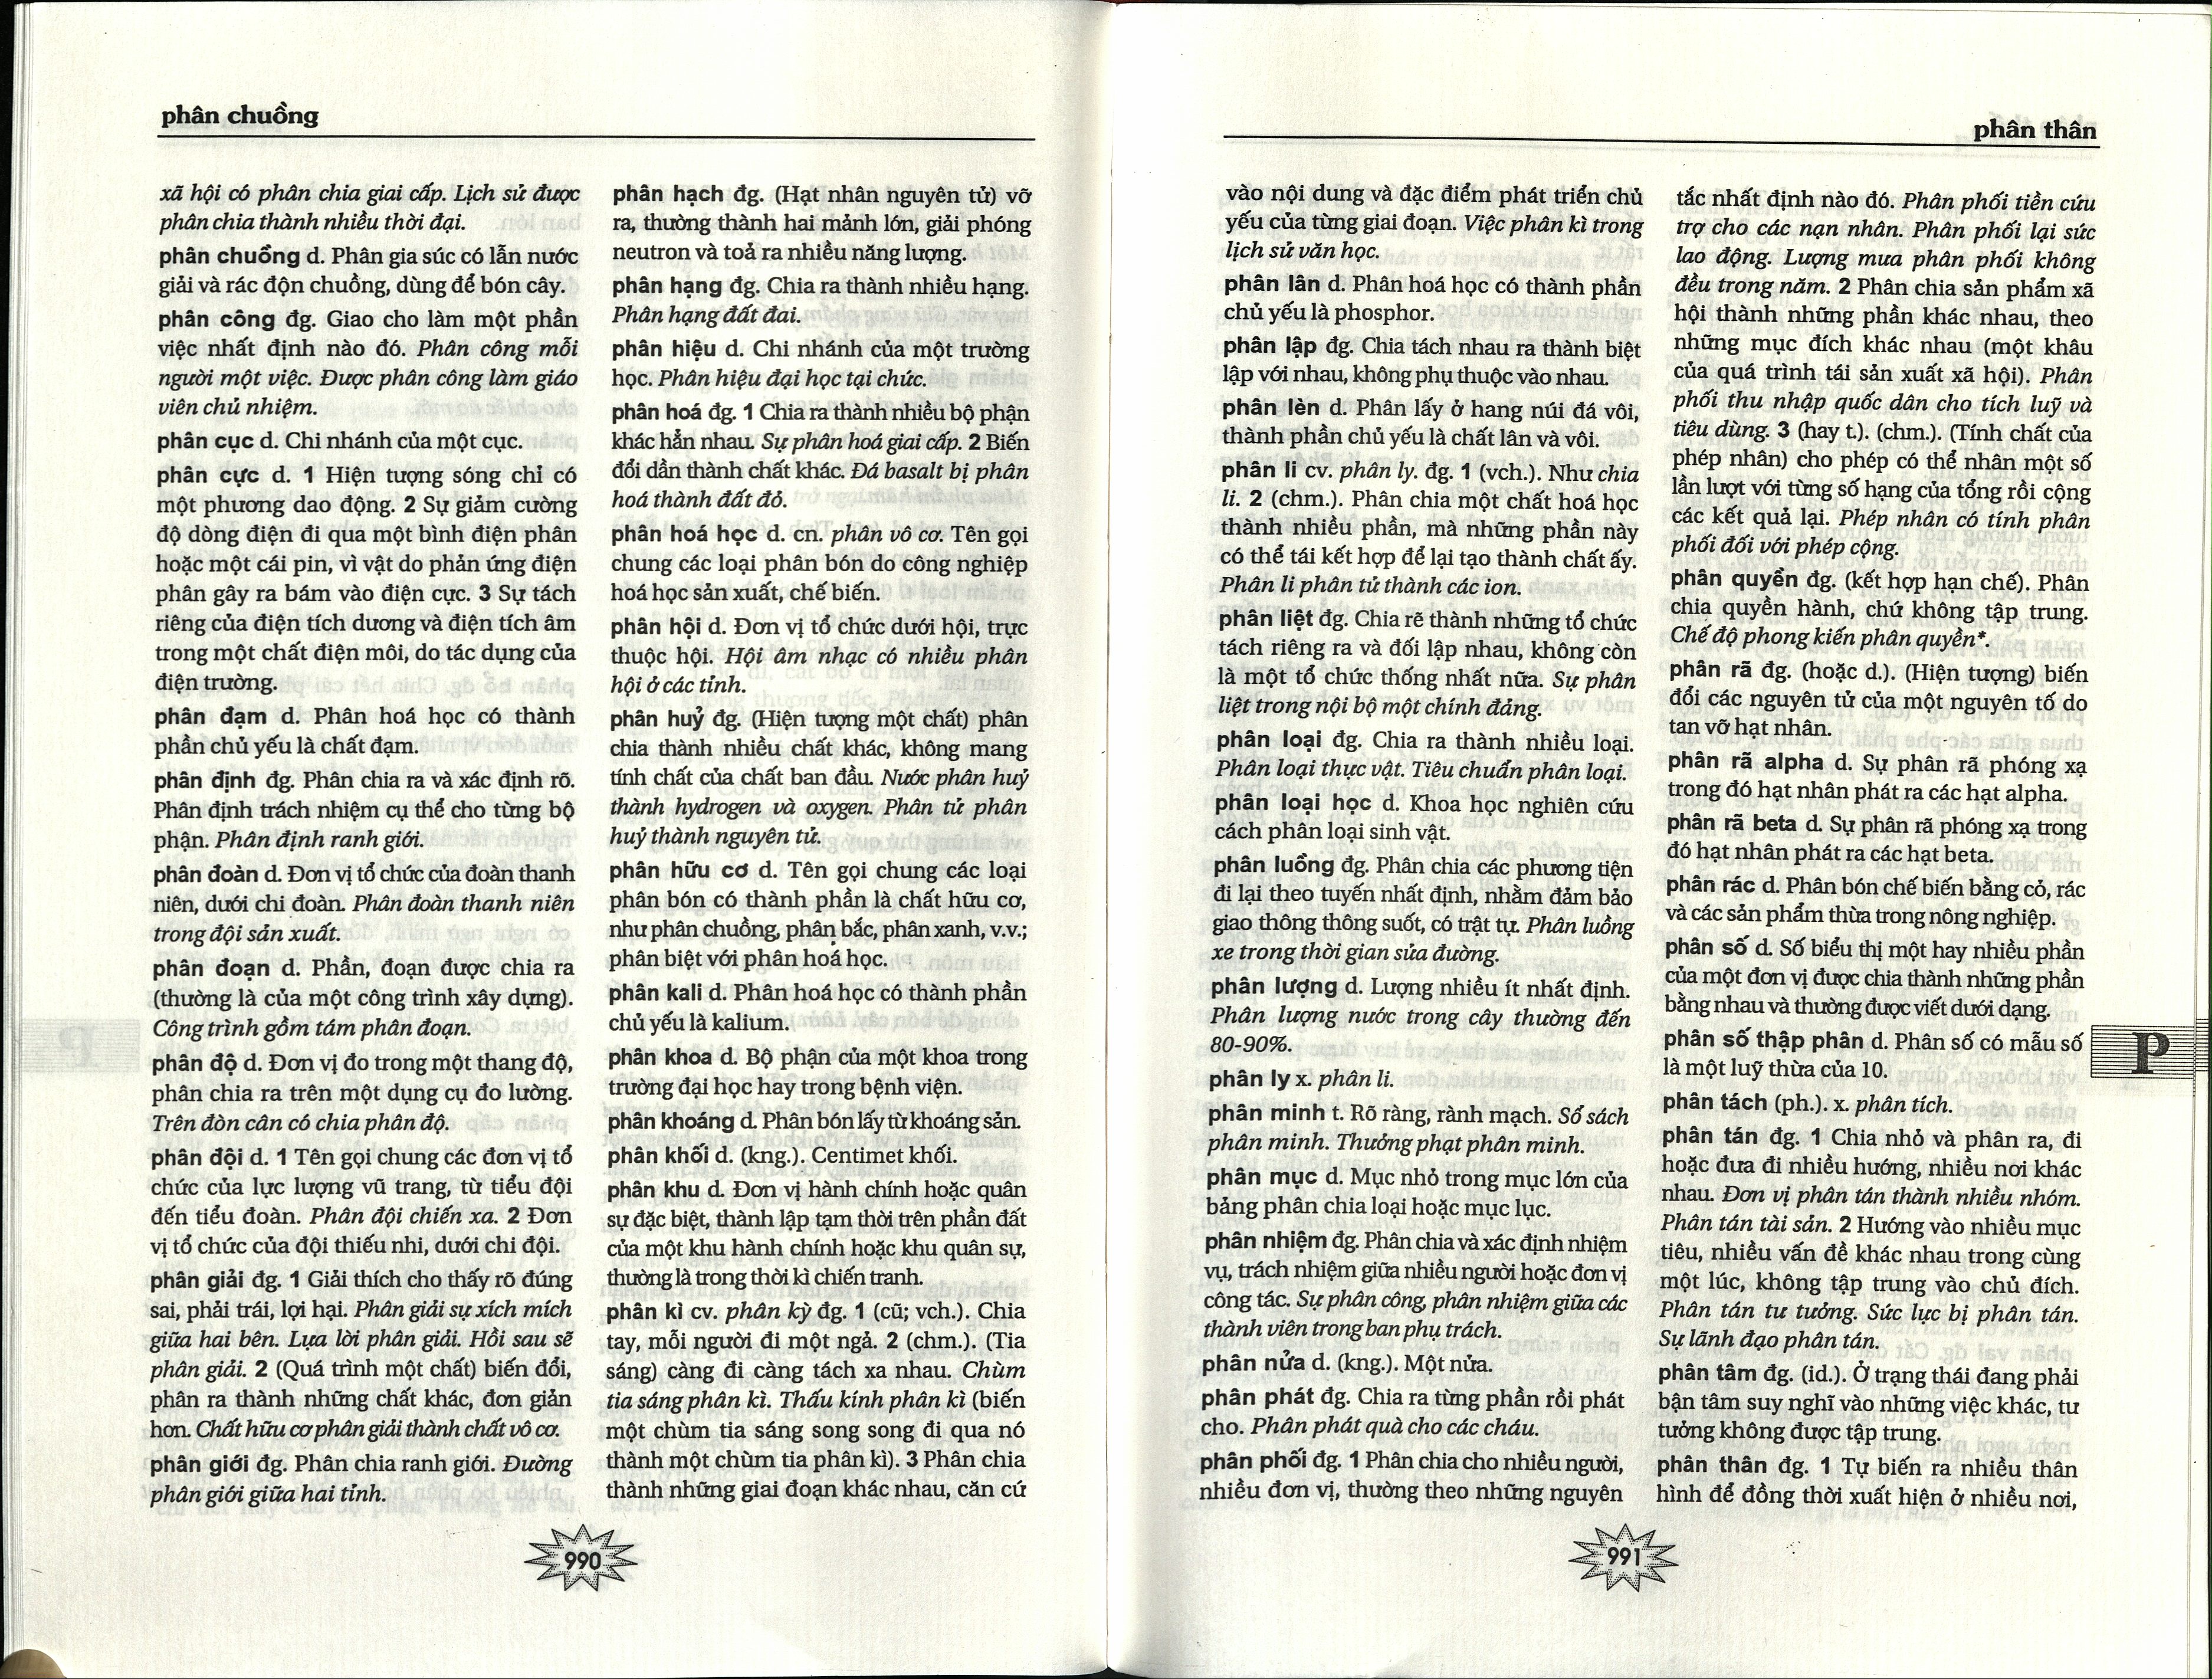 phân chuồng
xã hội có phân chia giai cấp. Lịch sử được
phân chia thành nhiều thời đại.
phân chuồng d. Phân gia súc có lẫn nước
giải và rác độn chuồng, dùng để bón cây.
phân công đg. Giao cho làm một phần
việc nhất định nào đó. Phân công mỗi
người một việc. Được phân công làm giáo
viên chủ nhiệm.
phân cục d. Chi nhánh của một cục.
phân cực d. 1 Hiện tượng sóng chỉ có
một phương dao động. 2 Sự giảm cường
độ dòng điện đi qua một bình điện phân
hoặc một cái pin, vì vật do phản ứng điện
phân gây ra bám vào điện cực. 3 Sự tách
riêng của điện tích dương và điện tích âm
trong một chất điện môi, do tác dụng của
điện trường.
phân đạm d. Phân hoá học có thành
phần chủ yếu là chất đạm.
phân định đg. Phân chia ra và xác định rõ.
Phân định trách nhiệm cụ thể cho từng bộ
phận. Phân định ranh giới.
phân đoàn d. Đơn vị tổ chức của đoàn thanh
niên, dưới chi đoàn. Phân đoàn thanh niên
trong đội sản xuất.
phân đoạn d. Phần, đoạn được chia ra
(thường là của một công trình xây dựng).
Công trình gồm tám phân đoạn.
phân độ d. Đơn vị đo trong một thang độ,
phân chia ra trên một dụng cụ đo lường.
Trên đòn cân có chia phân độ.
phân đội d. 1 Tên gọi chung các đơn vị tổ
chức của lực lượng vũ trang, từ tiểu đội
đến tiểu đoàn. Phân đội chiến xa. 2 Đơn
vị tổ chức của đội thiếu nhi, dưới chi đội.
phân giải đg. 1 Giải thích cho thấy rõ đúng
sai, phải trái, lợi hại. Phân giải sự xích mích
giữa hai bên. Lựa lời phân giải. Hồi sau sẽ
phân giải. 2 (Quá trình một chất) biến đổi,
phân ra thành những chất khác, đơn giản
hơn. Chất hữu cơ phân giải thành chất vô cơ.
phân giới đg. Phân chia ranh giới. Đường
phân giới giữa hai tỉnh.
phân hạch đg. (Hạt nhân nguyên tử) vỡ
ra, thường thành hai mảnh lớn, giải phóng
neutron và toả ra nhiều năng lượng.
phân hạng đg. Chia ra thành nhiều hạng.
Phân hạng đất đai.
phân hiệu d. Chi nhánh của một trường
học. Phân hiệu đại học tại chức.
phân hoá đg. 1 Chia ra thành nhiều bộ phận
khác hẳn nhau. Sự phân hoá giai cấp. 2 Biến
đổi dần thành chất khác. Đá basalt bị phân
hoá thành đất đỏ.
phân hoá học d. cn. phân vô cơ. Tên gọi
chung các loại phân bón do công nghiệp
hoá học sản xuất, chế biến.
phân hội d. Đơn vị tổ chức dưới hội, trực
thuộc hội. Hội âm nhạc có nhiều phân
hội ở các tỉnh.
phân huỷ đg. (Hiện tượng một chất) phân
chia thành nhiều chất khác, không mang
tính chất của chất ban đầu. Nước phân huỷ
thành hydrogen và oxygen. Phân tử phân
huỷ thành nguyên tử.
phân hữu cơ d. Tên gọi chung các loại
phân bón có thành phần là chất hữu cơ,
như phân chuồng, phân bắc, phân xanh, v.v.;
phân biệt với phân hoá học.
phân kali d. Phân hoá học có thành phần
chủ yếu là kalium.
phân khoa d. Bộ phận của một khoa trong
trường đại học hay trong bệnh viện.
phân khoáng d. Phân bón lấy từ khoáng sản.
phân khối d. (kng.). Centimet khối.
phân khu d. Đơn vị hành chính hoặc quân
sự đặc biệt, thành lập tạm thời trên phần đất
của một khu hành chính hoặc khu quân sự,
thường là trong thời kì chiến tranh.
phân kì cv. phân kỳ đg. 1 (cũ; vch.). Chia
tay, mỗi người đi một ngả. 2 (chm.). (Tia
sáng) càng đi càng tách xa nhau. Chùm
tia sáng phân kì. Thấu kính phân kì (biến
một chùm tia sáng song song đi qua nó
thành một chùm tia phân kì). 3 Phân chia
thành những giai đoạn khác nhau, căn cứ
990
phân thân
vào nội dung và đặc điểm phát triển chủ
yếu của từng giai đoạn. Việc phân kì trong
lịch sử văn học.
phân lân d. Phân hoá học có thành phần
chủ yếu là phosphor.
phân lập đg. Chia tách nhau ra thành biệt
lập với nhau, không phụ thuộc vào nhau.
phân lèn d. Phân lấy ở hang núi đá vôi,
thành phần chủ yếu là chất lân và vôi.
phân li cv. phân ly. đg. 1 (vch.). Như chia
li. 2 (chm.). Phân chia một chất hoá học
thành nhiều phần, mà những phần này
có thể tái kết hợp để lại tạo thành chất ấy.
Phân li phân tử thành các ion.
phân liệt đg. Chia rẽ thành những tổ chức
tách riêng ra và đối lập nhau, không còn
là một tổ chức thống nhất nữa. Sự phân
liệt trong nội bộ một chính đảng.
phân loại đg. Chia ra thành nhiều loại.
Phân loại thực vật. Tiêu chuẩn phân loại.
phân loại học d. Khoa học nghiên cứu
cách phân loại sinh vật.
phân luồng đg. Phân chia các phương tiện
đi lại theo tuyến nhất định, nhằm đảm bảo
giao thông thông suốt, có trật tự. Phân luồng
xe trong thời gian sửa đường.
phân lượng d. Lượng nhiều ít nhất định.
Phân lượng nước trong cây thường đến
80-90%.
phân ly x. phân li.
phân minh t. Rõ ràng, rành mạch. Sổ sách
phân minh. Thưởng phạt phân minh.
phân mục d. Mục nhỏ trong mục lớn của
bảng phân chia loại hoặc mục lục.
phân nhiệm đg. Phân chia và xác định nhiệm
vụ, trách nhiệm giữa nhiều người hoặc đơn vị
công tác. Sự phân công, phân nhiệm giữa các
thành viên trong ban phụ trách.
phân nửa d. (kng.). Một nửa.
phân phát đg. Chia ra từng phần rồi phát
cho. Phân phát quà cho các cháu.
phân phối đg. 1 Phân chia cho nhiều người,
nhiều đơn vị, thường theo những nguyên
tắc nhất định nào đó. Phân phối tiền cứu
trợ cho các nạn nhân. Phân phối lại sức
lao động. Lượng mưa phân phối không
đều trong năm. 2 Phân chia sản phẩm xã
hội thành những phần khác nhau, theo
những mục đích khác nhau (một khâu
của quá trình tái sản xuất xã hội). Phân
phối thu nhập quốc dân cho tích luỹ và
tiêu dùng. 3 (hay t.). (chm.). (Tính chất của
phép nhân) cho phép có thể nhân một số
lần lượt với từng số hạng của tổng rồi cộng
các kết quả lại. Phép nhân có tính phân
phối đối với phép cộng.
phân quyền đg. (kết hợp hạn chế). Phân
chia quyền hành, chứ không tập trung.
Chế độ phong kiến phân quyền*.
phân rã đg. (hoặc d.). (Hiện tượng) biến
đổi các nguyên tử của một nguyên tố do
tan vỡ hạt nhân.
phân rã alpha d. Sự phân rã phóng xạ
trong đó hạt nhân phát ra các hạt alpha.
phân rã beta d. Sự phân rã phóng xạ trong
đó hạt nhân phát ra các hạt beta.
phân rác d. Phân bón chế biến bằng cỏ, rác
và các sản phẩm thừa trong nông nghiệp.
phân số d. Số biểu thị một hay nhiều phần
của một đơn vị được chia thành những phần
bằng nhau và thường được viết dưới dạng.
phân số thập phân d. Phân số có mẫu số
là một luỹ thừa của 10.
phân tách (ph.). x. phân tích.
phân tán đg. 1 Chia nhỏ và phân ra, đi
hoặc đưa đi nhiều hướng, nhiều nơi khác
nhau. Đơn vị phân tán thành nhiều nhóm.
Phân tán tài sản. 2 Hướng vào nhiều mục
tiêu, nhiều vấn đề khác nhau trong cùng
một lúc, không tập trung vào chủ đích.
Phân tán tư tưởng. Sức lực bị phân tán.
Sự lãnh đạo phân tán.
phân tâm đg. (id.). Ở trạng thái đang phải
bận tâm suy nghĩ vào những việc khác, tư
tưởng không được tập trung.
phân thân đg. 1 Tự biến ra nhiều thân
hình để đồng thời xuất hiện ở nhiều nơi,
P
991